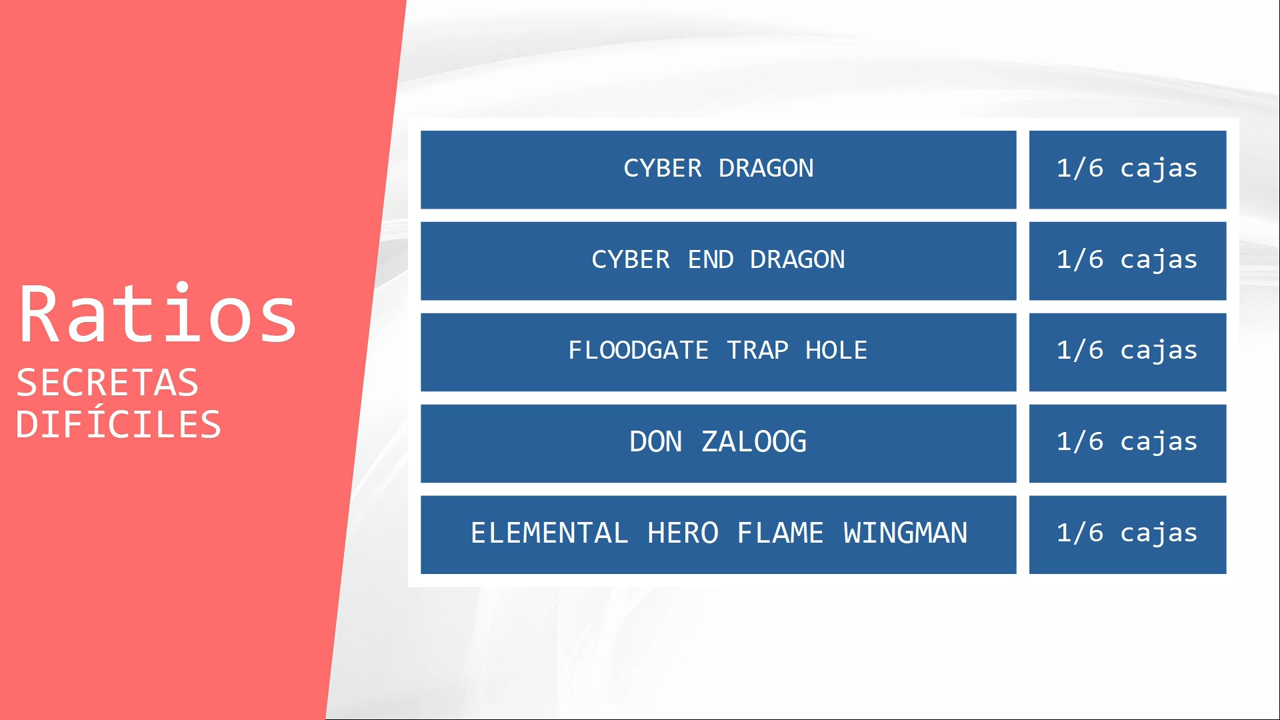 Ratios
SECRETAS
DIFÍCILES
CYBER DRAGON 1/6 cajas
CYBER END DRAGON 1/6 cajas
FLOODGATE TRAP HOLE 1/6 cajas
DON ZALOOG 1/6 cajas
ELEMENTAL HERO FLAME WINGMAN 1/6 cajas